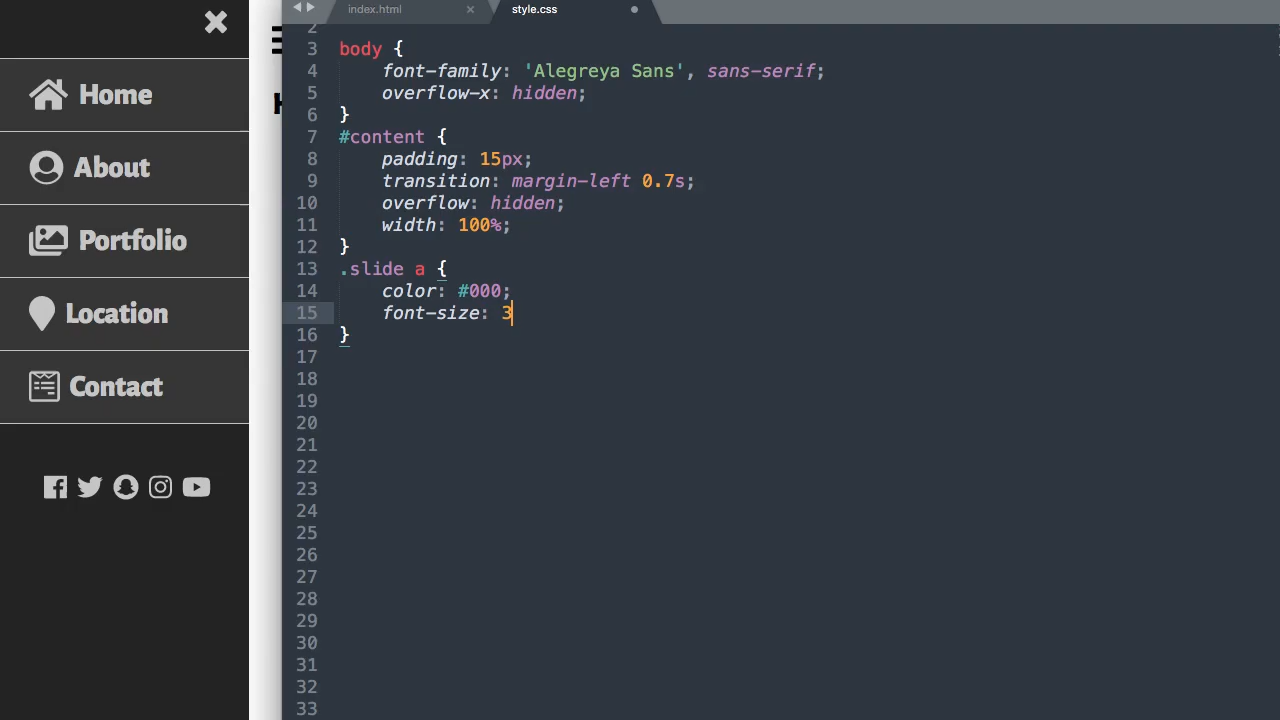 Home
About
Portfolio
Location
Contact
index.html
style.css
2
3 body {
4 font-family: 'Alegreya Sans', sans-serif;
5 overflow-x: hidden;
6 }
7 #content {
8 padding: 15px;
9 transition: margin-left 0.7s;
10 overflow: hidden;
11 width: 100%;
12 }
13 .slide a {
14 color: #000;
15 font-size: 3
16 }
17
18
19
20
21
22
23
24
25
26
27
28
29
30
31
32
33